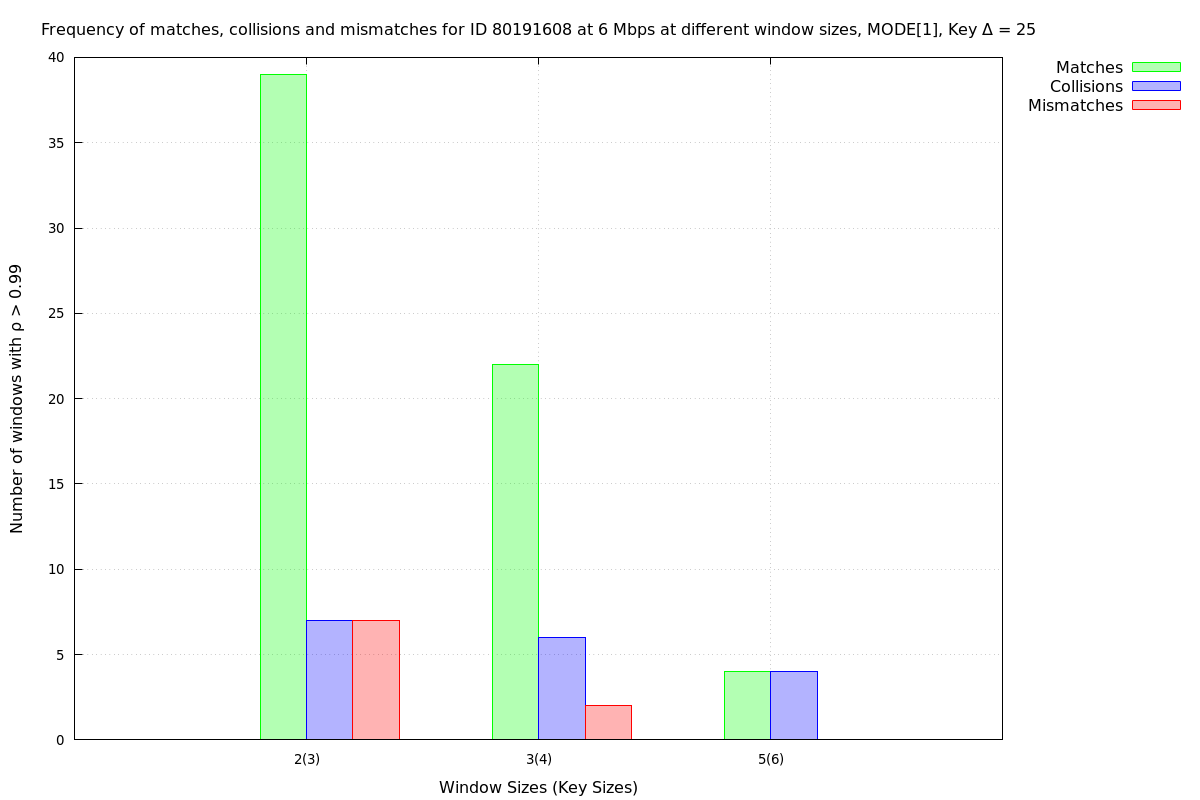 Frequency of matches, collisions and mismatches for ID 80191608 at 6 Mbps at different window sizes, MODE[1], Key Δ = 25
Matches
Collisions
Mismatches
Number of windows with ρ > 0.99
40
35
30
25
20
15
10
5
0
2(3)
3(4)
5(6)
Window Sizes (Key Sizes)